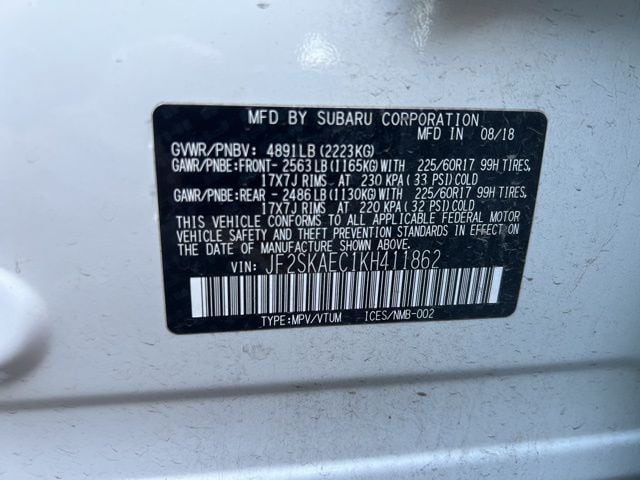 MFD BY SUBARU CORPORATION
MFD IN 08/18
GVWR/PNBV: 4891LB(2223KG)
GAWR/PNBE:FRONT-2563LB(1165KG)WITH 225/60R17 99H TIRES,
17X7J RIMS AT 230 KPA(33 PSI)COLD
GAWR/PNBE:REAR -2486LB(1130KG)WITH 225/60R17 99H TIRES,
17X7J RIMS AT 220 KPA(32 PSI)COLD
THIS VEHICLE CONFORMS TO ALL APPLICABLE FEDERAL MOTOR
VEHICLE SAFETY AND THEFT PREVENTION STANDARDS IN EFFECT ON
THE DATE OF MANUFACTURE SHOWN ABOVE.
VIN: JF2SKAEC1KH411862
TYPE:MPV/VTUM ICES/NMB-002